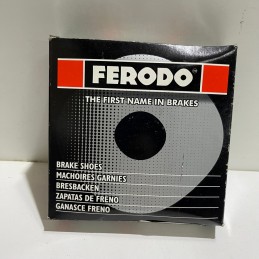 FERODO®
THE FIRST NAME IN BRAKES
BRAKE SHOES
MACHOIRES GARNIES
BRESBACKEN
ZAPATAS DE FRENO
GANASCE FRENO